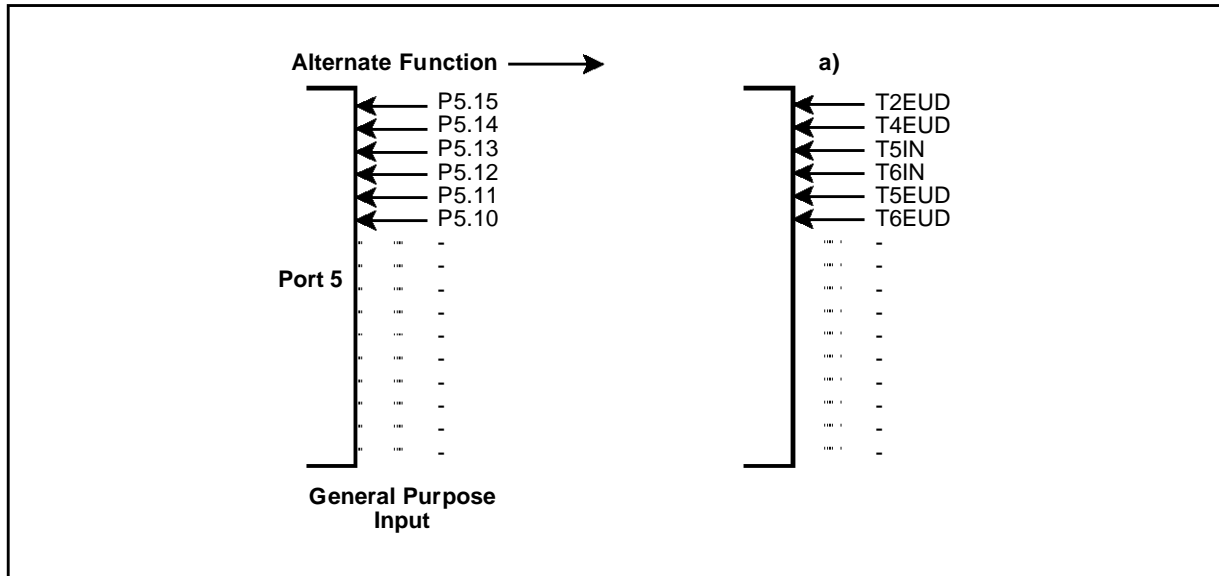 Alternate Function
a)
P5.15
P5.14
P5.13
P5.12
P5.11
P5.10
-
-
-
-
-
-
-
-
-
-
Port 5
General Purpose
Input
T2EUD
T4EUD
T5IN
T6IN
T5EUD
T6EUD
-
-
-
-
-
-
-
-
-
-